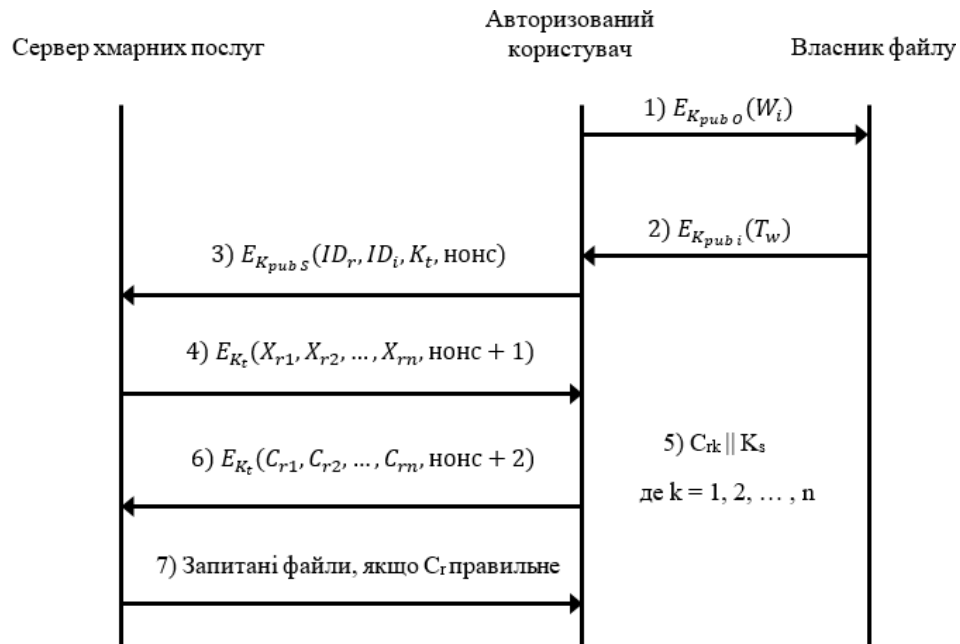 Авторизований
користувач
Сервер хмарних послуг
Власник файлу
1) E_{K_{pub O}}(W_i)
2) E_{K_{pub i}}(T_w)
3) E_{K_{pub S}}(ID_r, ID_i, K_t, нонс)
4) E_{K_t}(X_{r1}, X_{r2}, …, X_{rn}, нонс + 1)
5) C_{rk} || K_s
де k = 1, 2, … , n
6) E_{K_t}(C_{r1}, C_{r2}, …, C_{rn}, нонс + 2)
7) Запитані файли, якщо C_r правильне